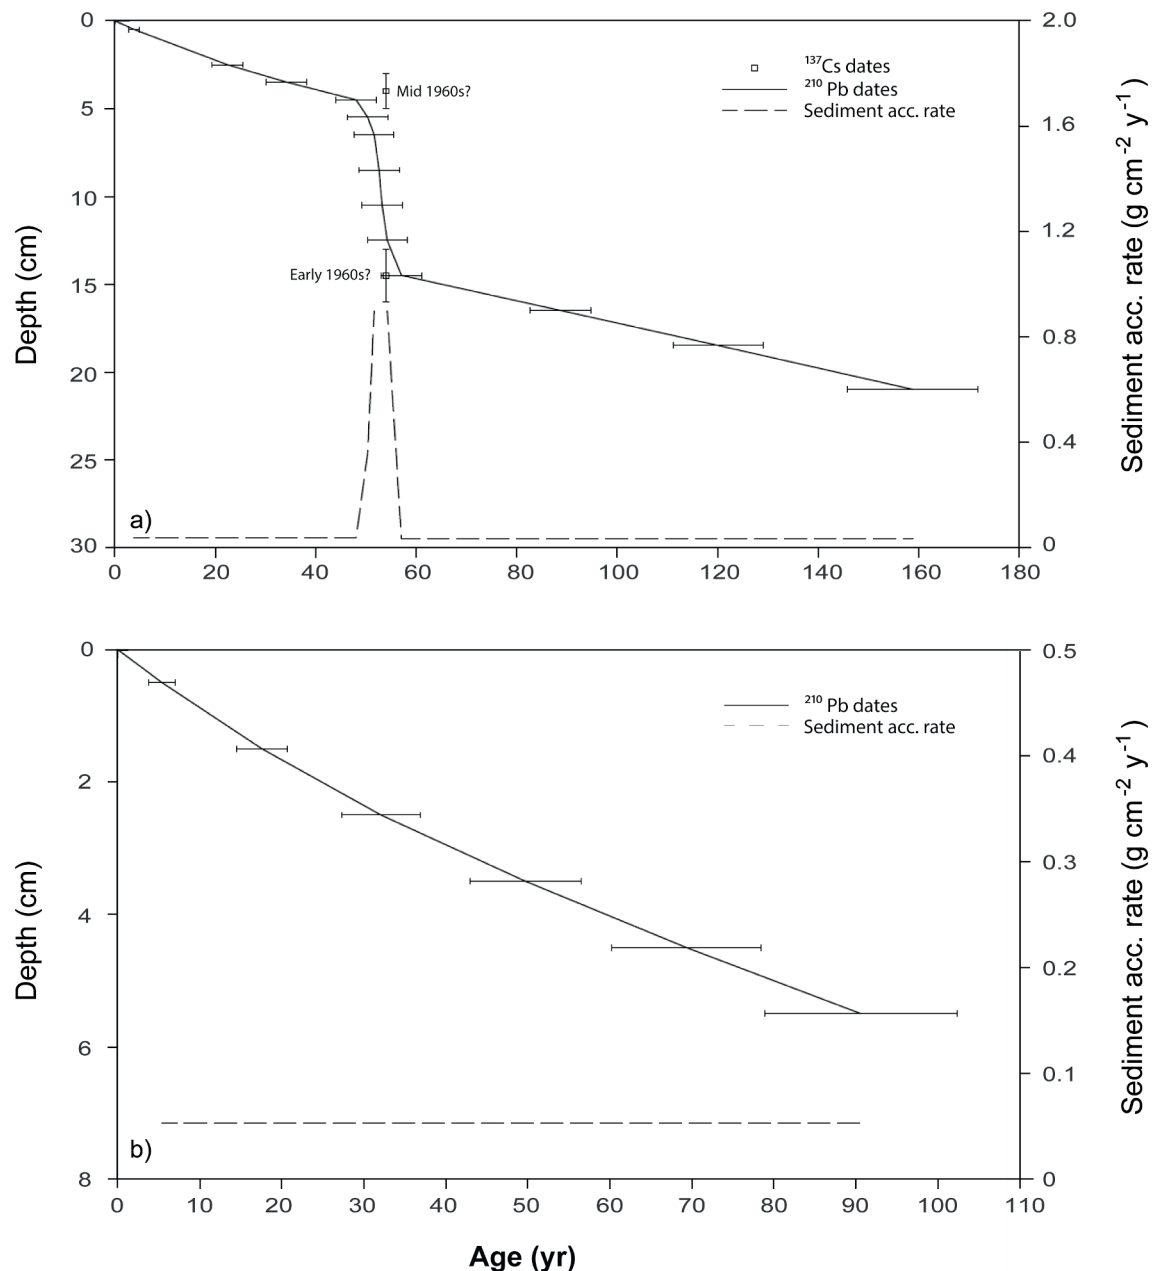 0
5
10
15
20
25
30
Depth (cm)
2.0
1.6
1.2
0.8
0.4
0
Sediment acc. rate (g cm⁻² y⁻¹)
¹³⁷Cs dates
²¹⁰ Pb dates
Sediment acc. rate
Mid 1960s?
Early 1960s?
a)
0 20 40 60 80 100 120 140 160 180
0
2
4
6
8
Depth (cm)
0.5
0.4
0.3
0.2
0.1
0
Sediment acc. rate (g cm⁻² y⁻¹)
²¹⁰ Pb dates
Sediment acc. rate
b)
0 10 20 30 40 50 60 70 80 90 100 110
Age (yr)